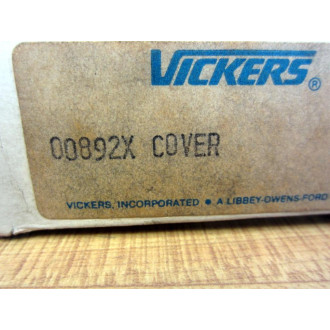 VICKERS®
00892X COVER
VICKERS, INCORPORATED ● A LIBBEY-OWENS-FORD